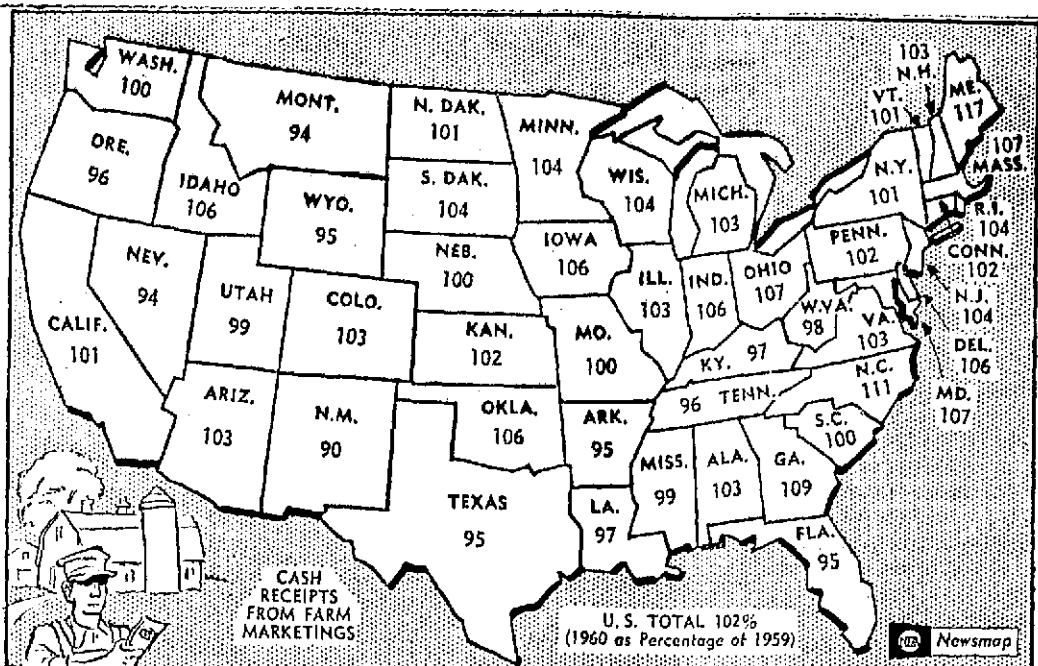 WASH.
100
ORE.
96
CALIF.
101
NEV.
94
IDAHO
106
MONT.
94
WYO.
95
UTAH
99
COLO.
103
ARIZ.
103
N.M.
90
N. DAK.
101
S. DAK.
104
NEB.
100
KAN.
102
OKLA.
106
TEXAS
95
MINN.
104
IOWA
106
MO.
100
ARK.
95
LA.
97
WIS.
104
ILL.
103
MICH.
103
IND.
106
OHIO
107
KY. 97
96 TENN.
MISS.
99
ALA.
103
GA.
109
FLA.
95
S.C.
100
N.C.
111
VA.
103
W.VA.
98
PENN.
102
N.Y.
101
VT.
101
103
N.H.
ME.
117
107
MASS.
R.I.
104
CONN.
102
N.J.
104
DEL.
106
MD.
107
CASH
RECEIPTS
FROM FARM
MARKETINGS
U. S. TOTAL 102%
(1960 as Percentage of 1959)
NEA Newsmap